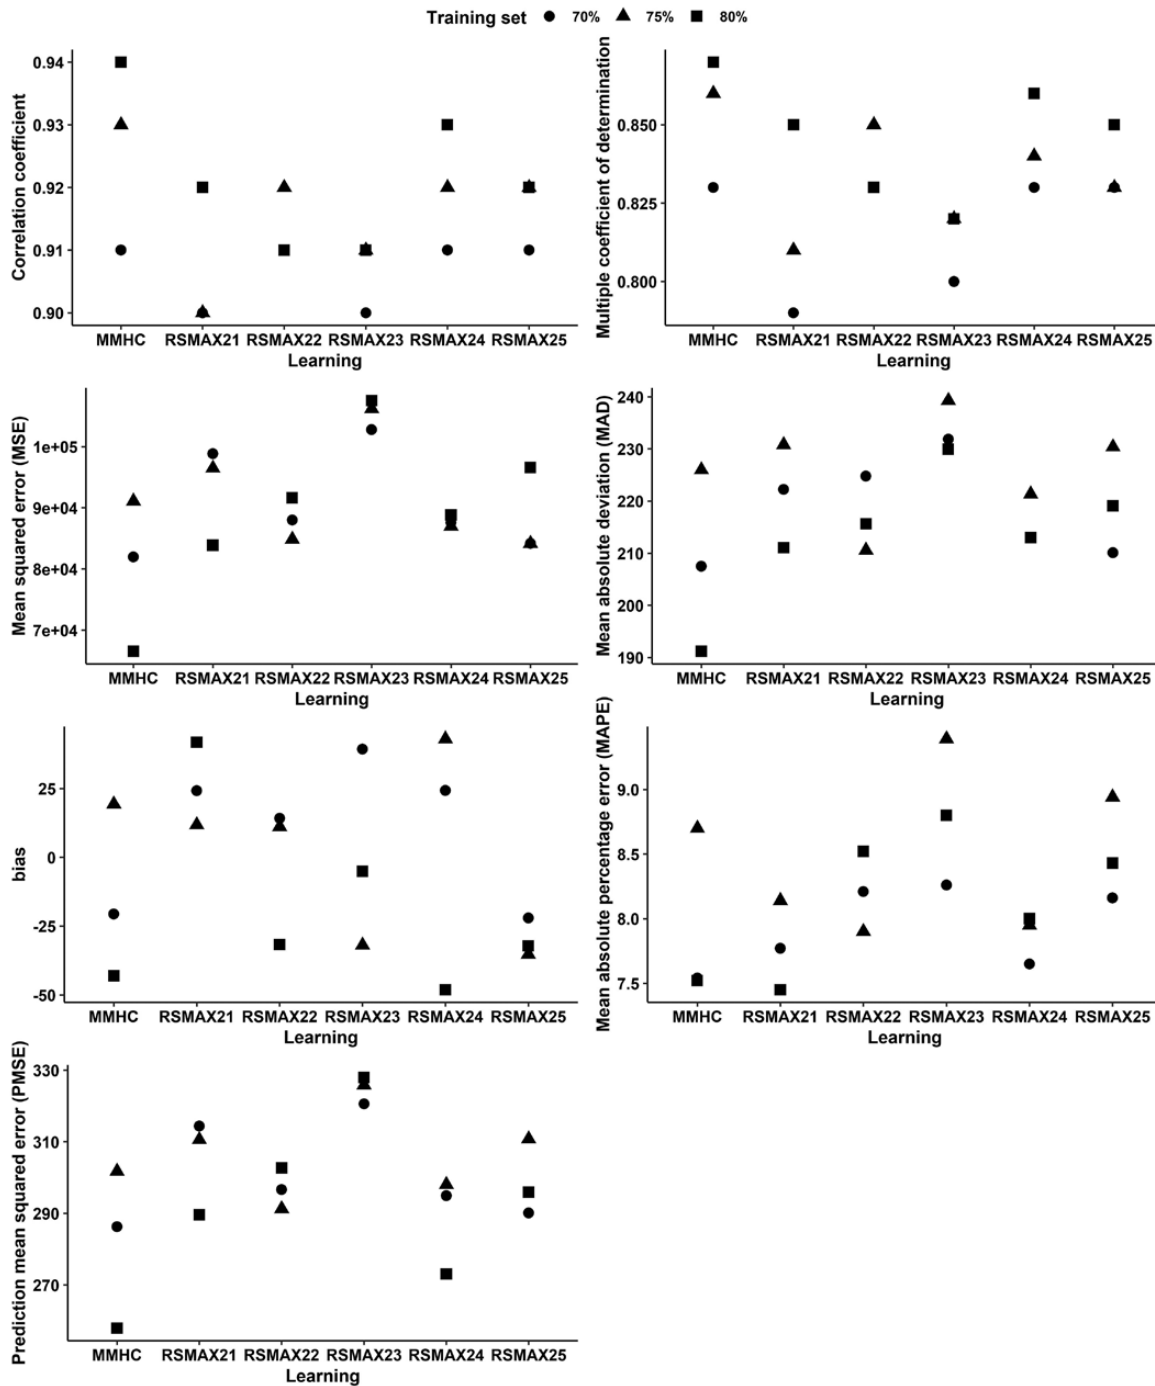 Training set 70% 75% 80%
Correlation coefficient
0.94
0.93
0.92
0.91
0.90
MMHC RSMAX21 RSMAX22 RSMAX23 RSMAX24 RSMAX25
Learning
Multiple coefficient of determination
0.850
0.825
0.800
MMHC RSMAX21 RSMAX22 RSMAX23 RSMAX24 RSMAX25
Learning
Mean squared error (MSE)
1e+05
9e+04
8e+04
7e+04
MMHC RSMAX21 RSMAX22 RSMAX23 RSMAX24 RSMAX25
Learning
Mean absolute deviation (MAD)
240
230
220
210
200
190
MMHC RSMAX21 RSMAX22 RSMAX23 RSMAX24 RSMAX25
Learning
bias
25
0
-25
-50
MMHC RSMAX21 RSMAX22 RSMAX23 RSMAX24 RSMAX25
Learning
Mean absolute percentage error (MAPE)
9.0
8.5
8.0
7.5
MMHC RSMAX21 RSMAX22 RSMAX23 RSMAX24 RSMAX25
Learning
Prediction mean squared error (PMSE)
330
310
290
270
MMHC RSMAX21 RSMAX22 RSMAX23 RSMAX24 RSMAX25
Learning